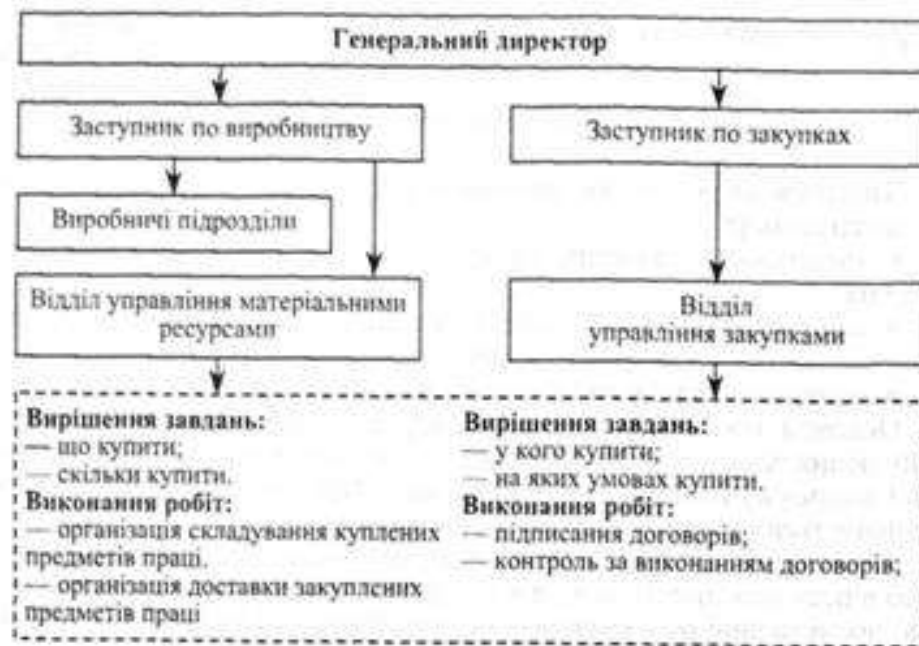 Генеральний директор
Заступник по виробництву
Заступник по закупках
Виробничі підрозділи
Відділ управління матеріальними
ресурсами
Відділ
управління закупками
Вирішення завдань:
— що купити;
— скільки купити.
Виконання робіт:
— організація складування куплених
предметів праці.
— організація доставки закуплених
предметів праці
Вирішення завдань:
— у кого купити;
— на яких умовах купити.
Виконання робіт:
— підписання договорів;
— контроль за виконанням договорів;